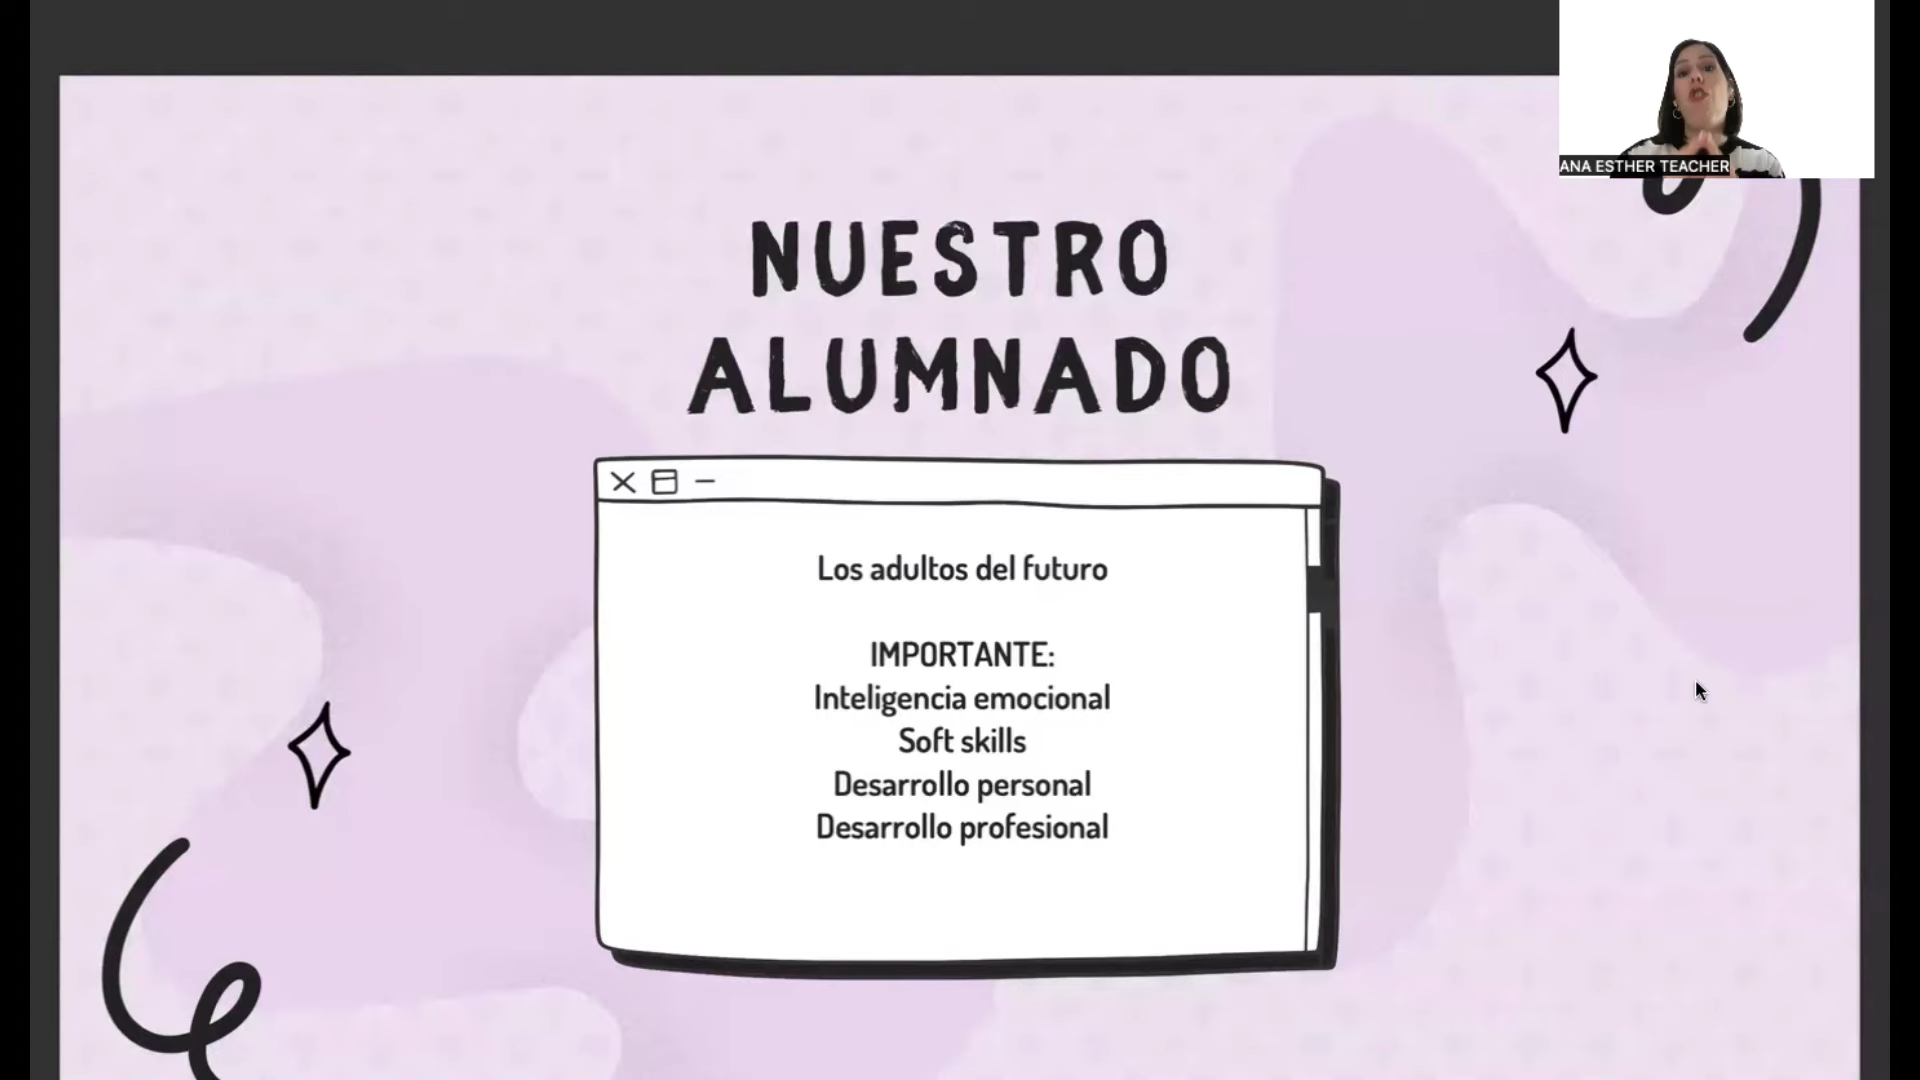 ANA ESTHER TEACHER
NUESTRO
ALUMNADO
Los adultos del futuro
IMPORTANTE:
Inteligencia emocional
Soft skills
Desarrollo personal
Desarrollo profesional